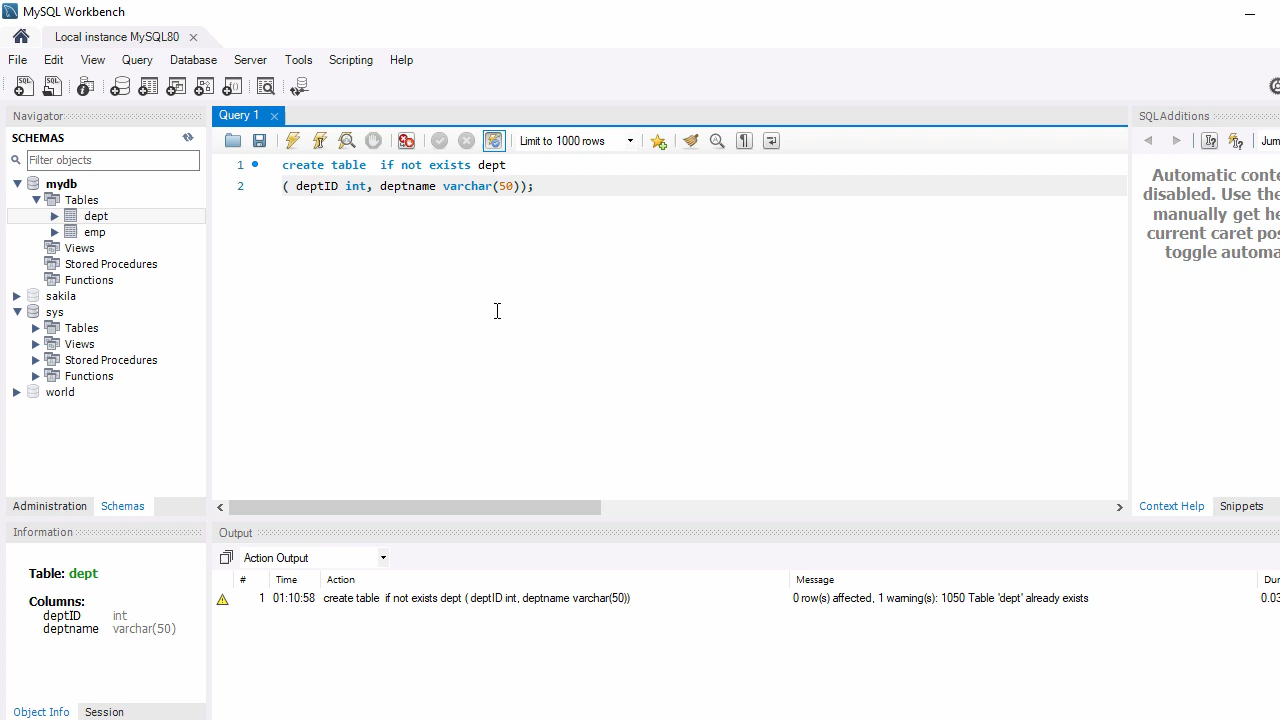 MySQL Workbench
Local instance MySQL80
File Edit View Query Database Server Tools Scripting Help
Navigator
SCHEMAS
Filter objects
mydb
Tables
dept
emp
Views
Stored Procedures
Functions
sakila
sys
Tables
Views
Stored Procedures
Functions
world
Administration Schemas
Information
Table: dept
Columns:
deptID int
deptname varchar(50)
Object Info Session
Query 1
Limit to 1000 rows
1 create table  if not exists dept
2 ( deptID int, deptname varchar(50));
SQLAdditions
Jum
Automatic conte
disabled. Use the
manually get he
current caret pos
toggle automa
Context Help Snippets
Output
Action Output
# Time Action Message Dur
1 01:10:58 create table  if not exists dept ( deptID int, deptname varchar(50)) 0 row(s) affected, 1 warning(s): 1050 Table 'dept' already exists 0.03